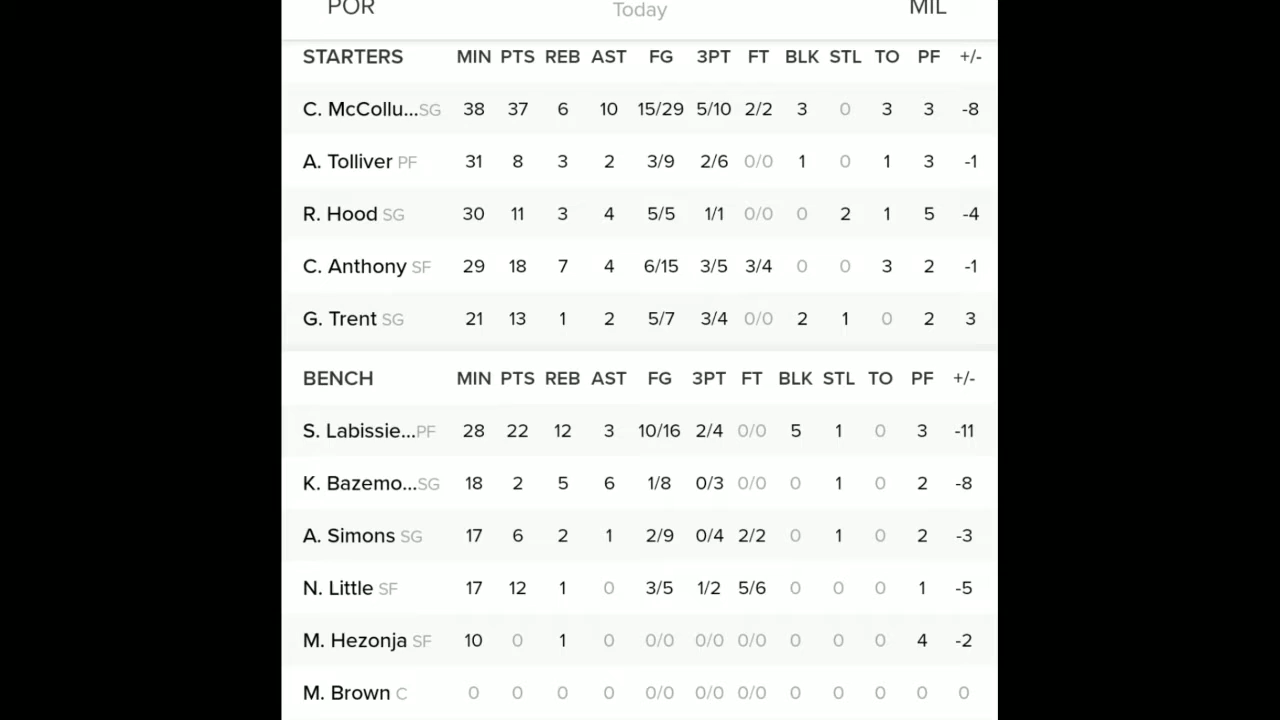 POR Today MIL
STARTERS MIN PTS REB AST FG 3PT FT BLK STL TO PF +/-
C. McCollu...SG 38 37 6 10 15/29 5/10 2/2 3 0 3 3 -8
A. Tolliver PF 31 8 3 2 3/9 2/6 0/0 1 0 1 3 -1
R. Hood SG 30 11 3 4 5/5 1/1 0/0 0 2 1 5 -4
C. Anthony SF 29 18 7 4 6/15 3/5 3/4 0 0 3 2 -1
G. Trent SG 21 13 1 2 5/7 3/4 0/0 2 1 0 2 3
BENCH MIN PTS REB AST FG 3PT FT BLK STL TO PF +/-
S. Labissie...PF 28 22 12 3 10/16 2/4 0/0 5 1 0 3 -11
K. Bazemo...SG 18 2 5 6 1/8 0/3 0/0 0 1 0 2 -8
A. Simons SG 17 6 2 1 2/9 0/4 2/2 0 1 0 2 -3
N. Little SF 17 12 1 0 3/5 1/2 5/6 0 0 0 1 -5
M. Hezonja SF 10 0 1 0 0/0 0/0 0/0 0 0 0 4 -2
M. Brown C 0 0 0 0 0/0 0/0 0/0 0 0 0 0 0